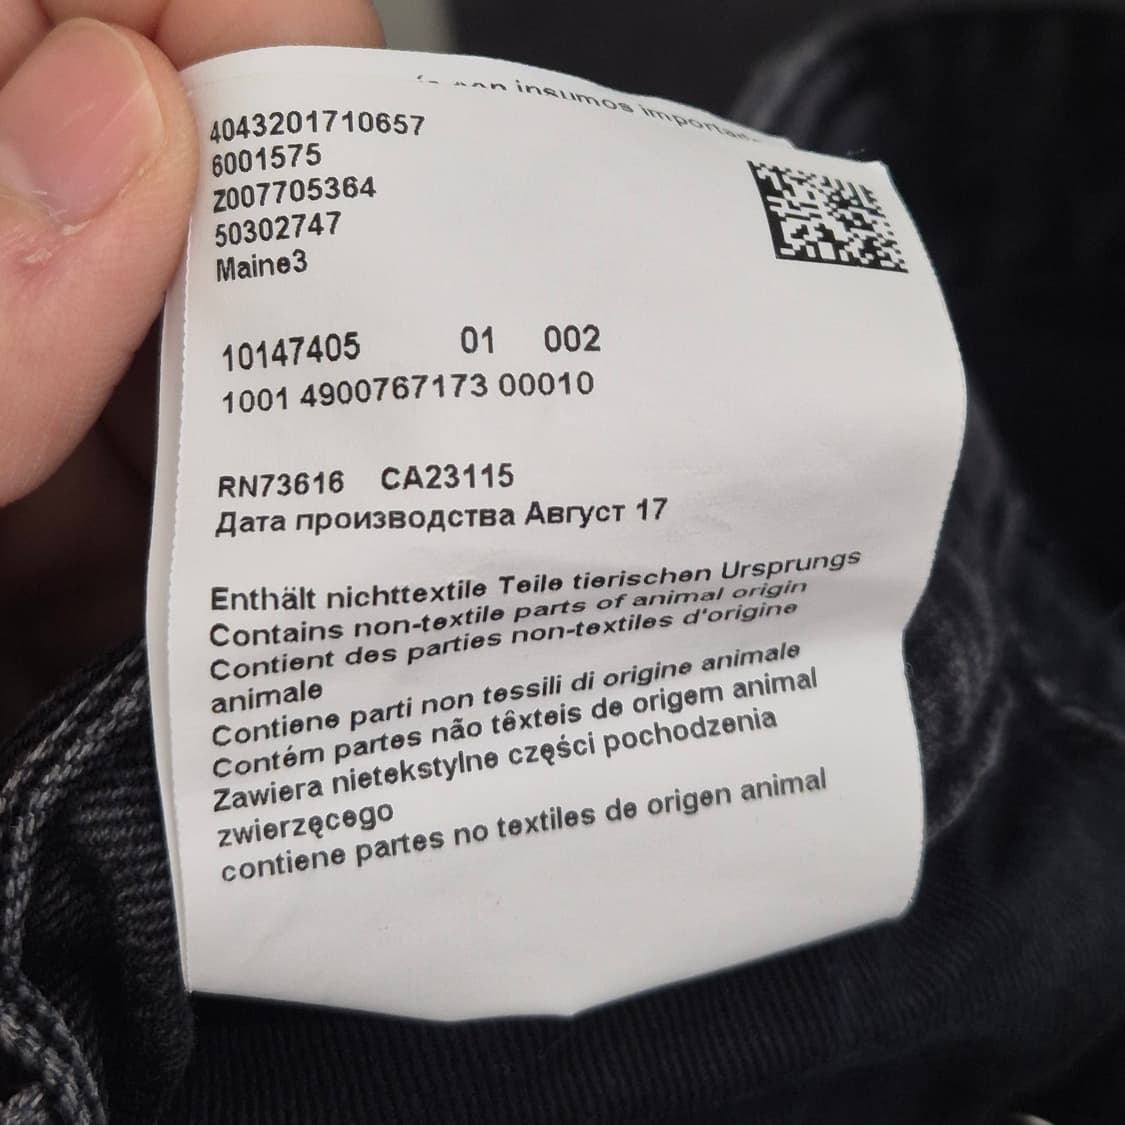 insumos
4043201710657
6001575
Z007705364
50302747
Maine3
10147405 01 002
1001 4900767173 00010
RN73616 CA23115
Дата производства Август 17
Enthält nichttextile Teile tierischen Ursprungs
Contains non-textile parts of animal origin
Contient des parties non-textiles d'origine
animale
Contiene parti non tessili di origine animale
Contém partes não têxteis de origem animal
Zawiera nietekstylne części pochodzenia
zwierzęcego
contiene partes no textiles de origen animal